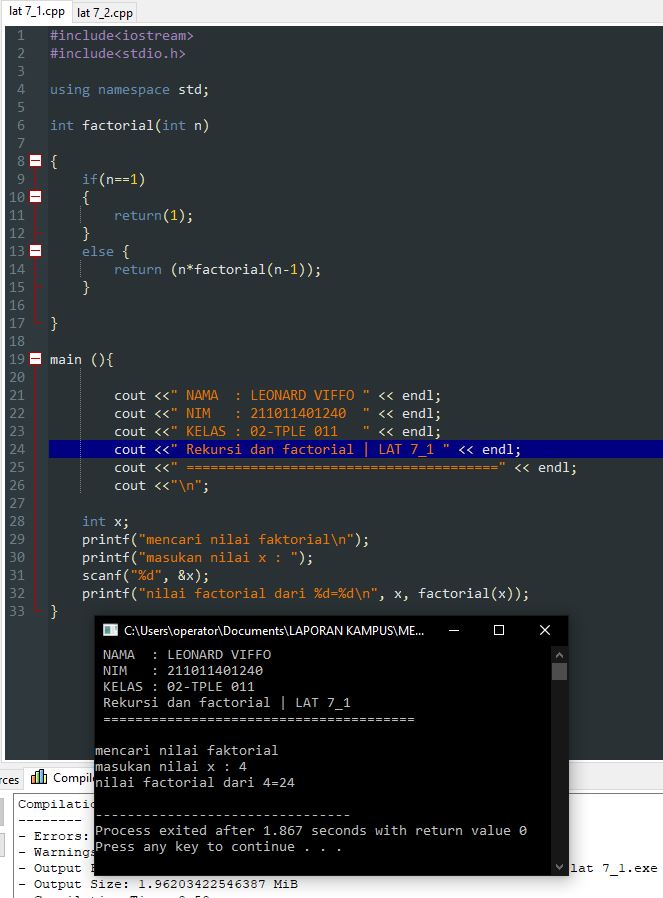 lat 7_1.cpp lat 7_2.cpp
1 #include<iostream>
2 #include<stdio.h>
3
4 using namespace std;
5
6 int factorial(int n)
7
8 {
9 if(n==1)
10 {
11 return(1);
12 }
13 else {
14 return (n*factorial(n-1));
15 }
16
17 }
18
19 main (){
20
21 cout <<" NAMA  : LEONARD VIFFO " << endl;
22 cout <<" NIM   : 211011401240  " << endl;
23 cout <<" KELAS : 02-TPLE 011   " << endl;
24 cout <<" Rekursi dan factorial | LAT 7_1 " << endl;
25 cout <<" =======================================" << endl;
26 cout <<"\n";
27
28 int x;
29 printf("mencari nilai faktorial\n");
30 printf("masukan nilai x : ");
31 scanf("%d", &x);
32 printf("nilai factorial dari %d=%d\n", x, factorial(x));
33 }
C:\Users\operator\Documents\LAPORAN KAMPUS\ME...
NAMA  : LEONARD VIFFO
NIM   : 211011401240
KELAS : 02-TPLE 011
Rekursi dan factorial | LAT 7_1
=======================================
mencari nilai faktorial
masukan nilai x : 4
nilai factorial dari 4=24
--------------------------------
Process exited after 1.867 seconds with return value 0
Press any key to continue . . .
rces Compil
Compilatio
--------
- Errors:
- Warnings
- Output lat 7_1.exe
- Output Size: 1.96203422546387 MiB